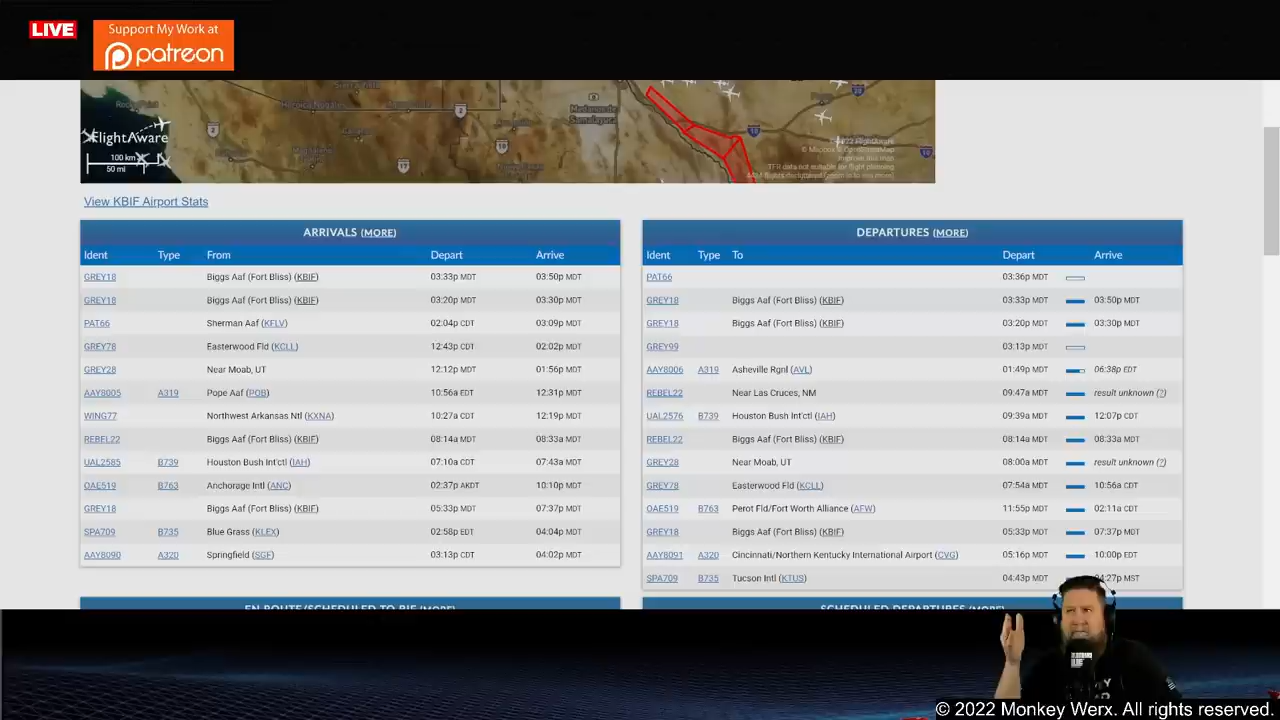 LIVE
Support My Work at
patreon
FlightAware
100 km
50 ml
View KBIF Airport Stats
ARRIVALS (MORE)
Ident Type From Depart Arrive
GREY18 Biggs Aaf (Fort Bliss) (KBIF) 03:33p MDT 03:50p MDT
GREY18 Biggs Aaf (Fort Bliss) (KBIF) 03:20p MDT 03:30p MDT
PAT66 Sherman Aaf (KFLV) 02:04p CDT 03:09p MDT
GREY78 Easterwood Fld (KCLL) 12:43p CDT 02:02p MDT
GREY28 Near Moab, UT 12:12p MDT 01:56p MDT
AAY8005 A319 Pope Aaf (POB) 10:56a EDT 12:31p MDT
WING77 Northwest Arkansas Ntl (KXNA) 10:27a CDT 12:19p MDT
REBEL22 Biggs Aaf (Fort Bliss) (KBIF) 08:14a MDT 08:33a MDT
UAL2585 B739 Houston Bush Int'ctl (IAH) 07:10a CDT 07:43a MDT
OAE519 B763 Anchorage Intl (ANC) 02:37p AKDT 10:10p MDT
GREY18 Biggs Aaf (Fort Bliss) (KBIF) 05:33p MDT 07:37p MDT
SPA709 B735 Blue Grass (KLEX) 02:58p EDT 04:04p MDT
AAY8090 A320 Springfield (SGF) 03:13p CDT 04:02p MDT
EN ROUTE/SCHEDULED TO BIF (MORE)
DEPARTURES (MORE)
Ident Type To Depart Arrive
PAT66 03:36p MDT
GREY18 Biggs Aaf (Fort Bliss) (KBIF) 03:33p MDT 03:50p MDT
GREY18 Biggs Aaf (Fort Bliss) (KBIF) 03:20p MDT 03:30p MDT
GREY99 03:13p MDT
AAY8006 A319 Asheville Rgnl (AVL) 01:49p MDT 06:38p EDT
REBEL22 Near Las Cruces, NM 09:47a MDT result unknown (?)
UAL2576 B739 Houston Bush Int'ctl (IAH) 09:39a MDT 12:07p CDT
REBEL22 Biggs Aaf (Fort Bliss) (KBIF) 08:14a MDT 08:33a MDT
GREY28 Near Moab, UT 08:00a MDT result unknown (?)
GREY78 Easterwood Fld (KCLL) 07:54a MDT 10:56a CDT
OAE519 B763 Perot Fld/Fort Worth Alliance (AFW) 11:55p MDT 02:11a CDT
GREY18 Biggs Aaf (Fort Bliss) (KBIF) 05:33p MDT 07:37p MDT
AAY8091 A320 Cincinnati/Northern Kentucky International Airport (CVG) 05:16p MDT 10:00p EDT
SPA709 B735 Tucson Intl (KTUS) 04:43p MDT 04:27p MST
SCHEDULED DEPARTURES (MORE)
© 2022 Monkey Werx. All rights reserved.